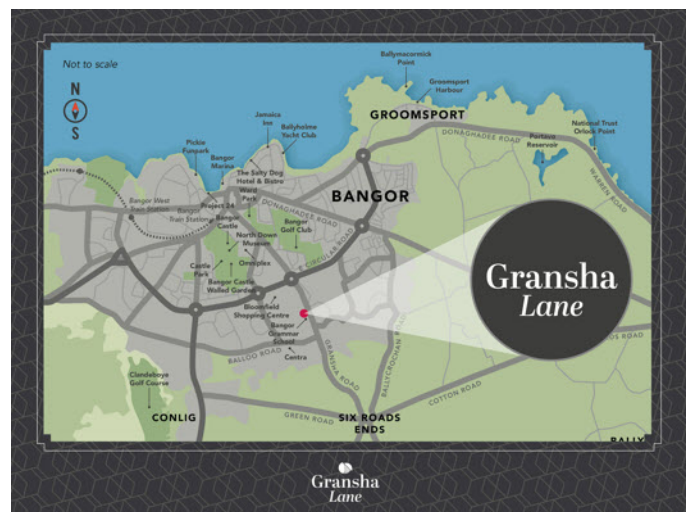 Not to scale
N
S
Ballymacormick
Point
Groomsport
Harbour
GROOMSPORT
DONAGHADEE ROAD
National Trust
Orlock Point
Portavo
Reservoir
WARREN ROAD
Jamaica
Inn
Ballyholme
Yacht Club
Pickie
Funpark
Bangor
Marina
The Salty Dog
Hotel & Bistro
Ward
Park
BANGOR
Bangor West
Train Station
Project 24
Bangor
Train Station
DONAGHADEE ROAD
Bangor
Castle
North Down
Museum
Bangor
Golf Club
Omniplex
Castle
Park
Bangor Castle
Walled Garden
CIRCULAR ROAD
Bloomfield
Shopping Centre
Bangor
Grammar
School
Centra
BALLOO ROAD
GRANSHA ROAD
BALLYCROCHAN
Gransha
Lane
ROAD
COTTON ROAD
Clandeboye
Golf Course
CONLIG
GREEN ROAD
SIX ROADS
ENDS
Gransha
Lane